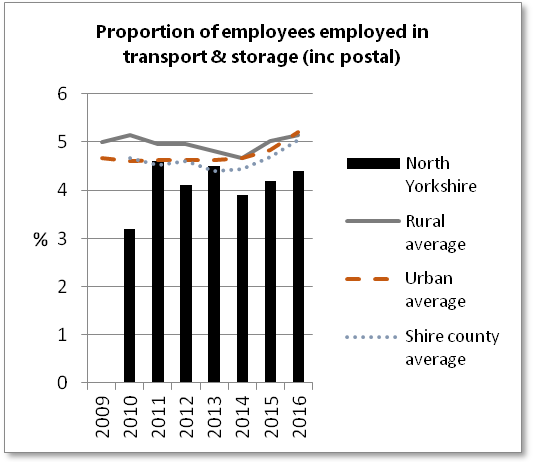 Proportion of employees employed in
transport & storage (inc postal)
6
5
4
3
2
1
0
%
2009
2010
2011
2012
2013
2014
2015
2016
North
Yorkshire
Rural
average
Urban
average
Shire county
average